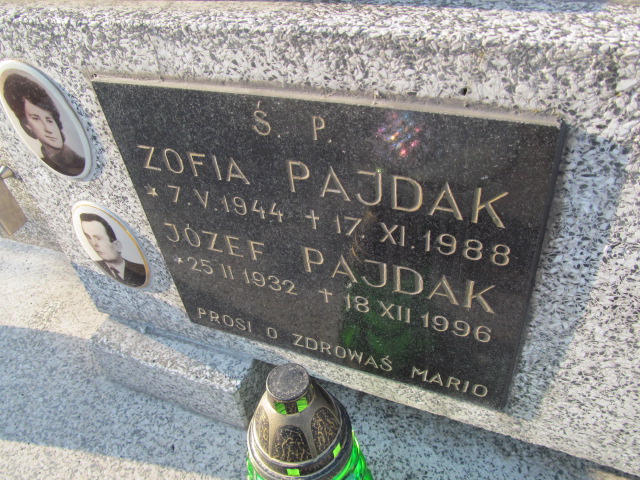 Ś. P.
ZOFIA PAJDAK
* 7.V.1944 + 17.XI.1988
JÓZEF PAJDAK
* 25 II 1932 + 18 XII 1996
PROSI O ZDROWAŚ MARIO